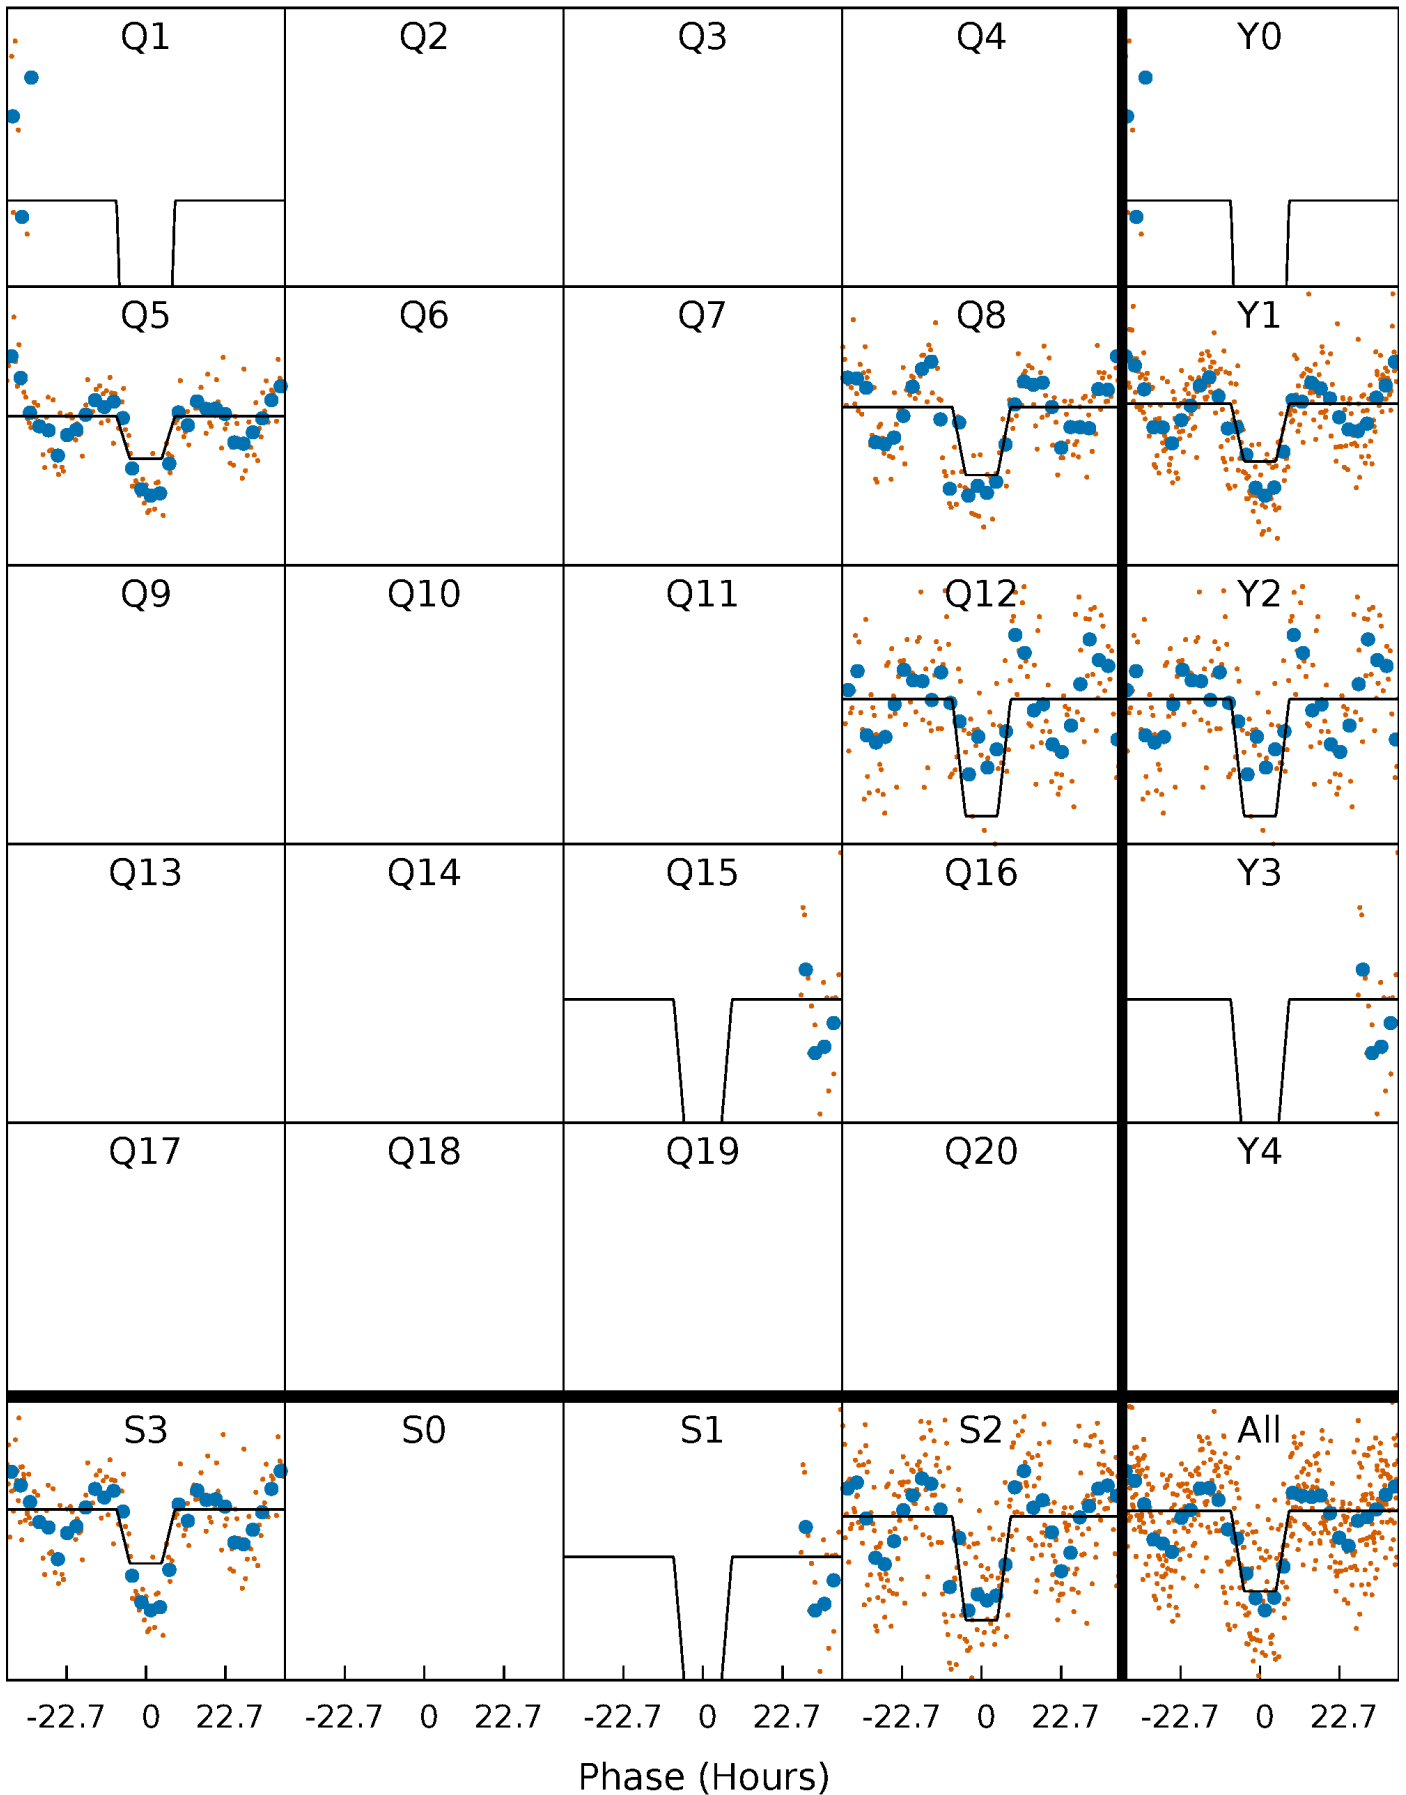 Q1 Q2 Q3 Q4 Y0
Q5 Q6 Q7 Q8 Y1
Q9 Q10 Q11 Q12 Y2
Q13 Q14 Q15 Q16 Y3
Q17 Q18 Q19 Q20 Y4
S3 S0 S1 S2 All
-22.7 0 22.7 -22.7 0 22.7 -22.7 0 22.7 -22.7 0 22.7 -22.7 0 22.7
Phase (Hours)